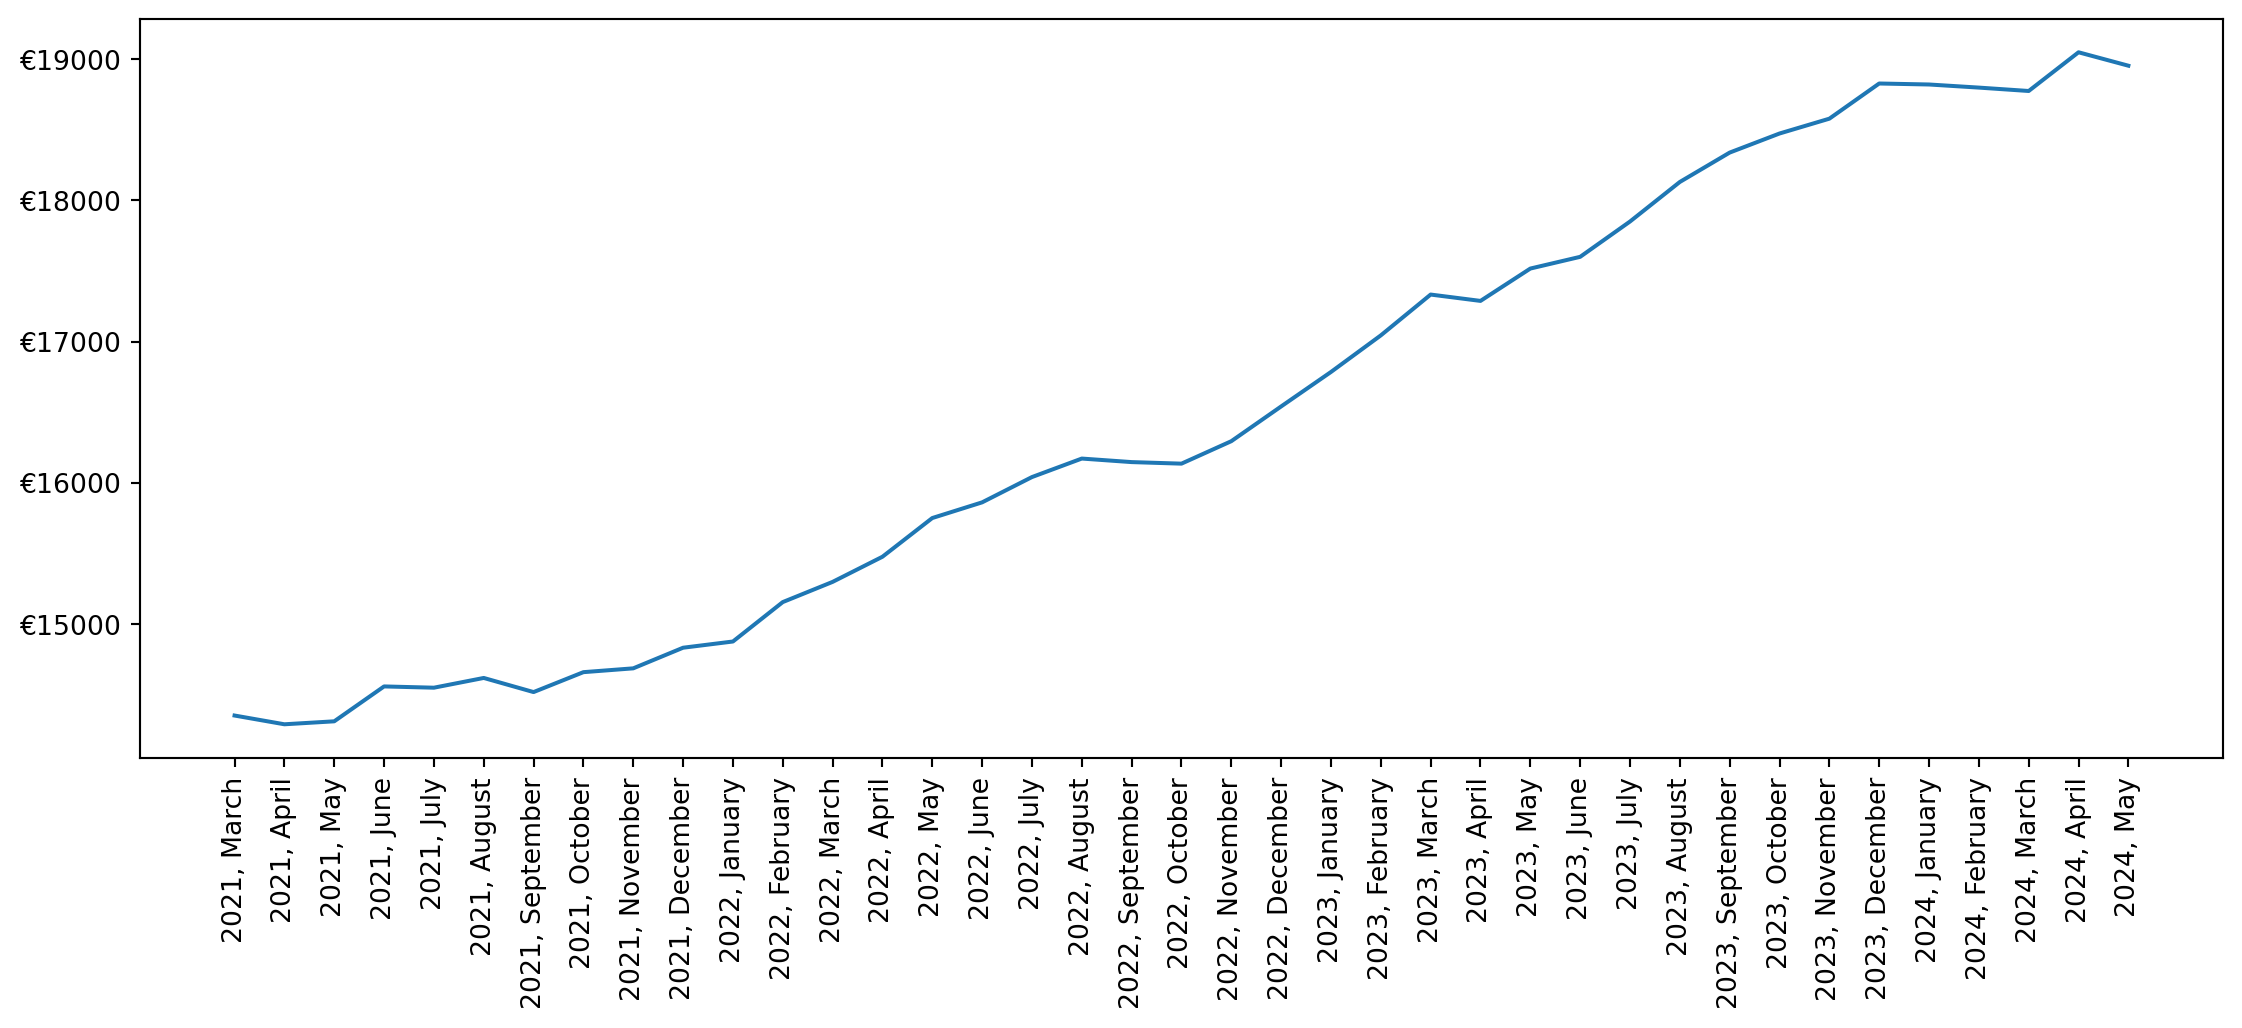 €19000
€18000
€17000
€16000
€15000
2021, March
2021, April
2021, May
2021, June
2021, July
2021, August
2021, September
2021, October
2021, November
2021, December
2022, January
2022, February
2022, March
2022, April
2022, May
2022, June
2022, July
2022, August
2022, September
2022, October
2022, November
2022, December
2023, January
2023, February
2023, March
2023, April
2023, May
2023, June
2023, July
2023, August
2023, September
2023, October
2023, November
2023, December
2024, January
2024, February
2024, March
2024, April
2024, May